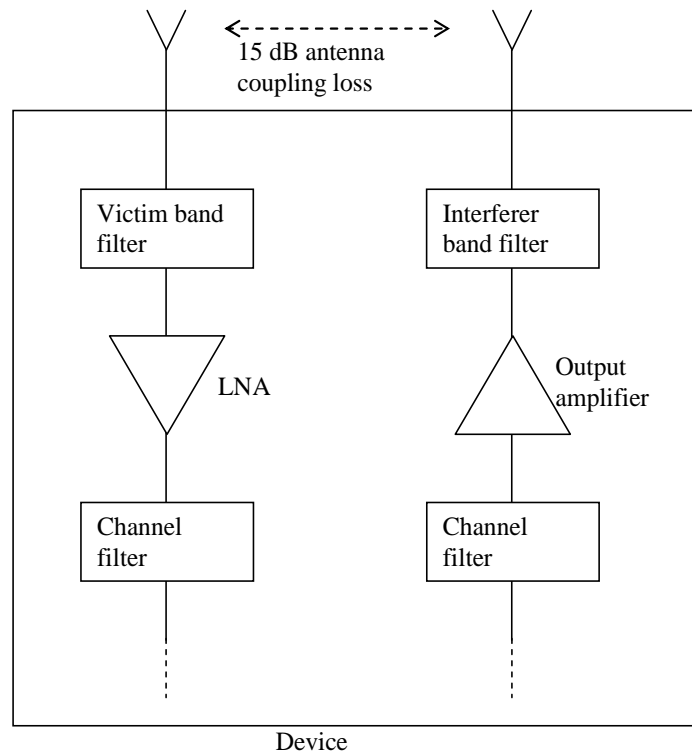 15 dB antenna
coupling loss
Victim band
filter
Interferer
band filter
LNA
Output
amplifier
Channel
filter
Channel
filter
Device